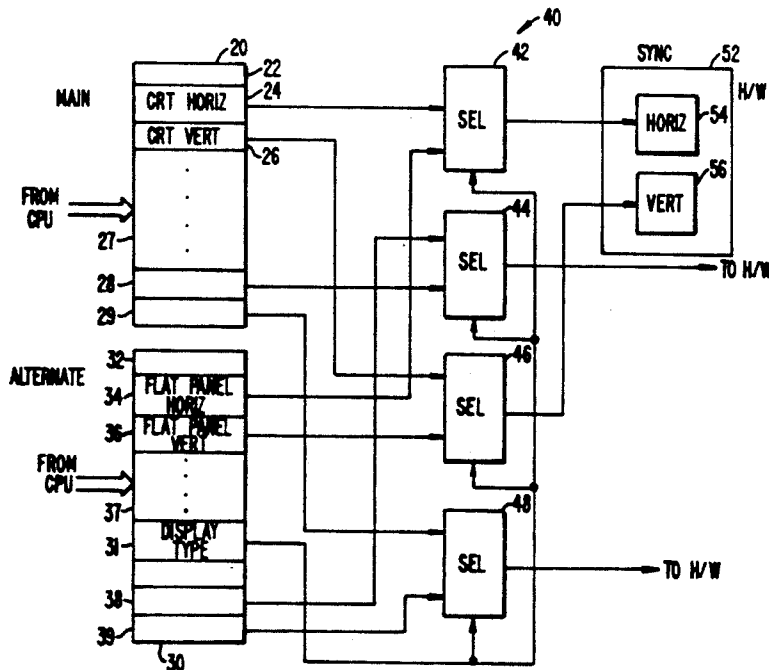 40
20
42
SYNC
52
22
MAIN
24
H/W
CRT HORIZ
SEL
HORIZ
54
CRT VERT
26
56
FROM
CPU
44
VERT
27
SEL
TO H/W
28
29
46
32
ALTERNATE
34
FLAT PANEL
HORIZ
SEL
36
FLAT PANEL
VERT
FROM
CPU
37
48
31
DISPLAY
TYPE
SEL
TO H/W
38
39
30